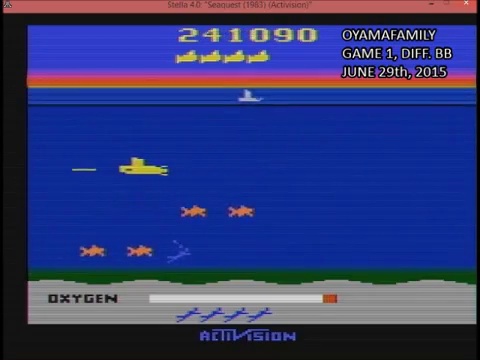 Stella 4.0: "Seaquest (1983) (Activision)"
241090
OYAMAFAMILY
GAME 1, DIFF. BB
JUNE 29th, 2015
OXYGEN
ACTIVISION